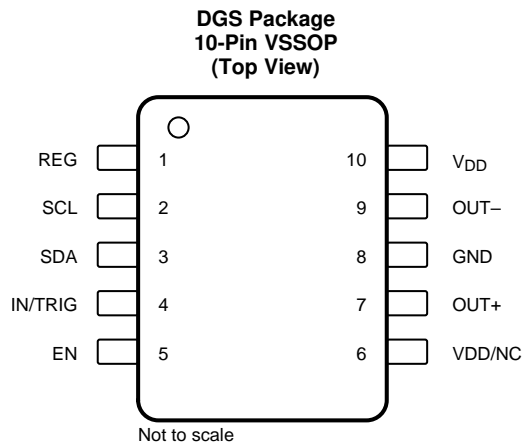 DGS Package
10-Pin VSSOP
(Top View)
REG 1 10 VDD
SCL 2 9 OUT–
SDA 3 8 GND
IN/TRIG 4 7 OUT+
EN 5 6 VDD/NC
Not to scale